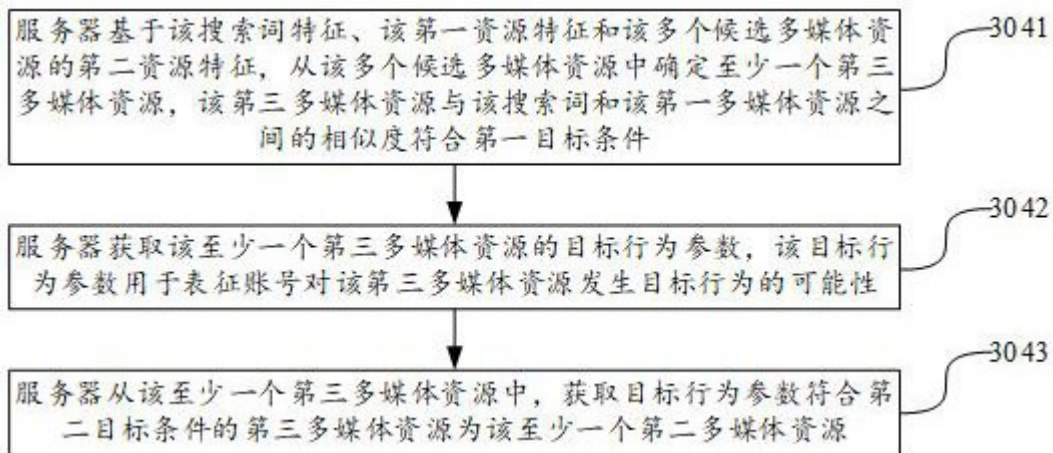 服务器基于该搜索词特征、该第一资源特征和该多个候选多媒体资
源的第二资源特征，从该多个候选多媒体资源中确定至少一个第三
多媒体资源，该第三多媒体资源与该搜索词和该第一多媒体资源之
间的相似度符合第一目标条件
3041
服务器获取该至少一个第三多媒体资源的目标行为参数，该目标行
为参数用于表征账号对该第三多媒体资源发生目标行为的可能性
3042
服务器从该至少一个第三多媒体资源中，获取目标行为参数符合第
二目标条件的第三多媒体资源为该至少一个第二多媒体资源
3043